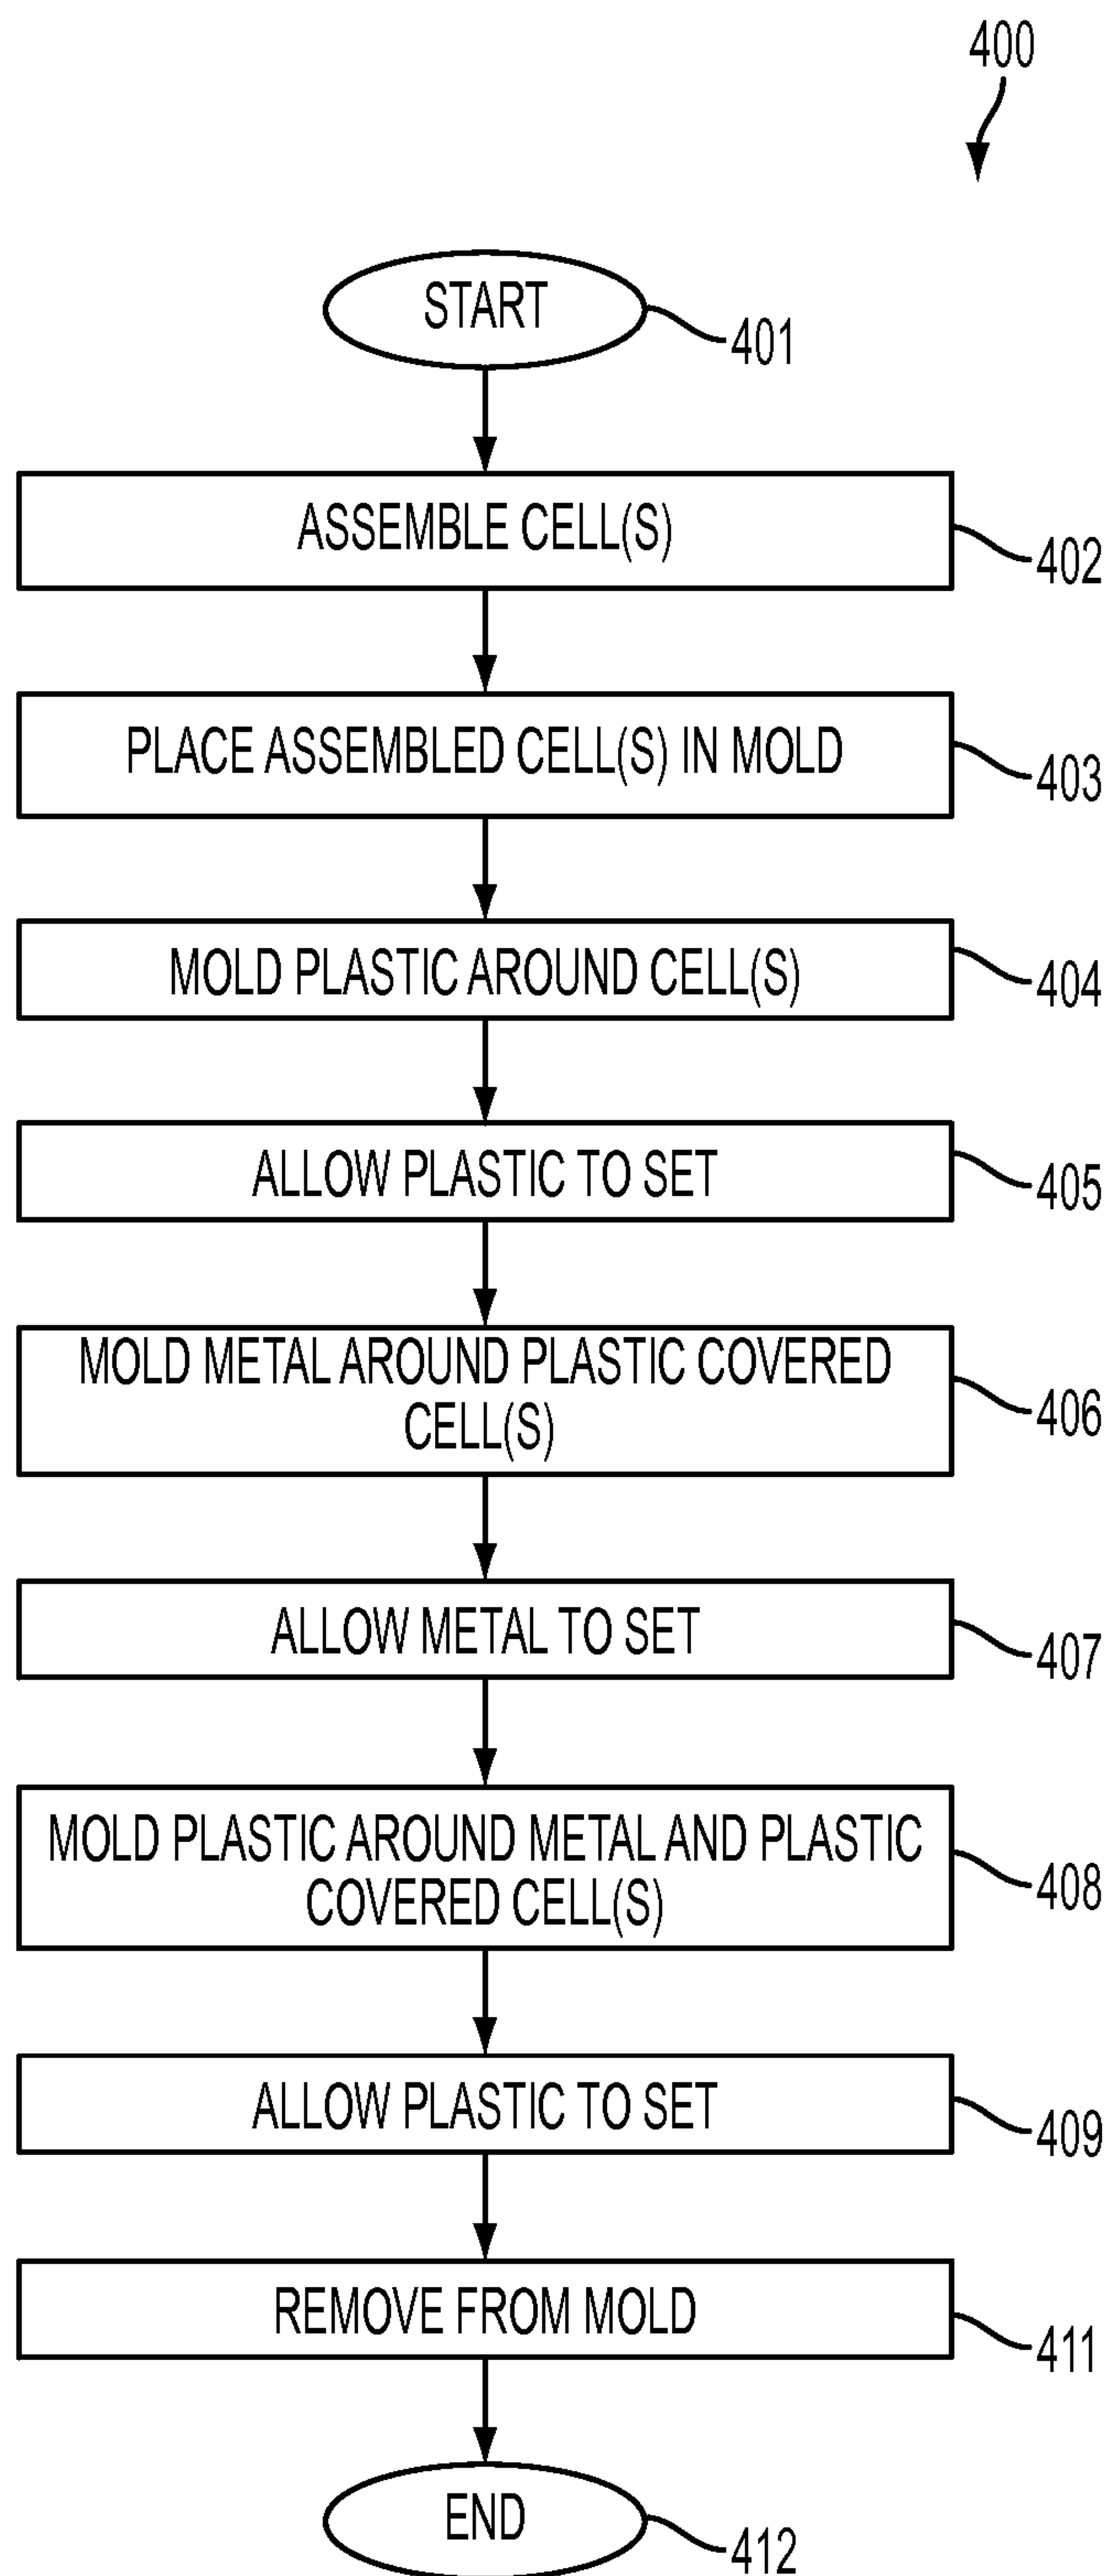 400
START
401
ASSEMBLE CELL(S)
402
PLACE ASSEMBLED CELL(S) IN MOLD
403
MOLD PLASTIC AROUND CELL(S)
404
ALLOW PLASTIC TO SET
405
MOLD METAL AROUND PLASTIC COVERED
CELL(S)
406
ALLOW METAL TO SET
407
MOLD PLASTIC AROUND METAL AND PLASTIC
COVERED CELL(S)
408
ALLOW PLASTIC TO SET
409
REMOVE FROM MOLD
411
END
412